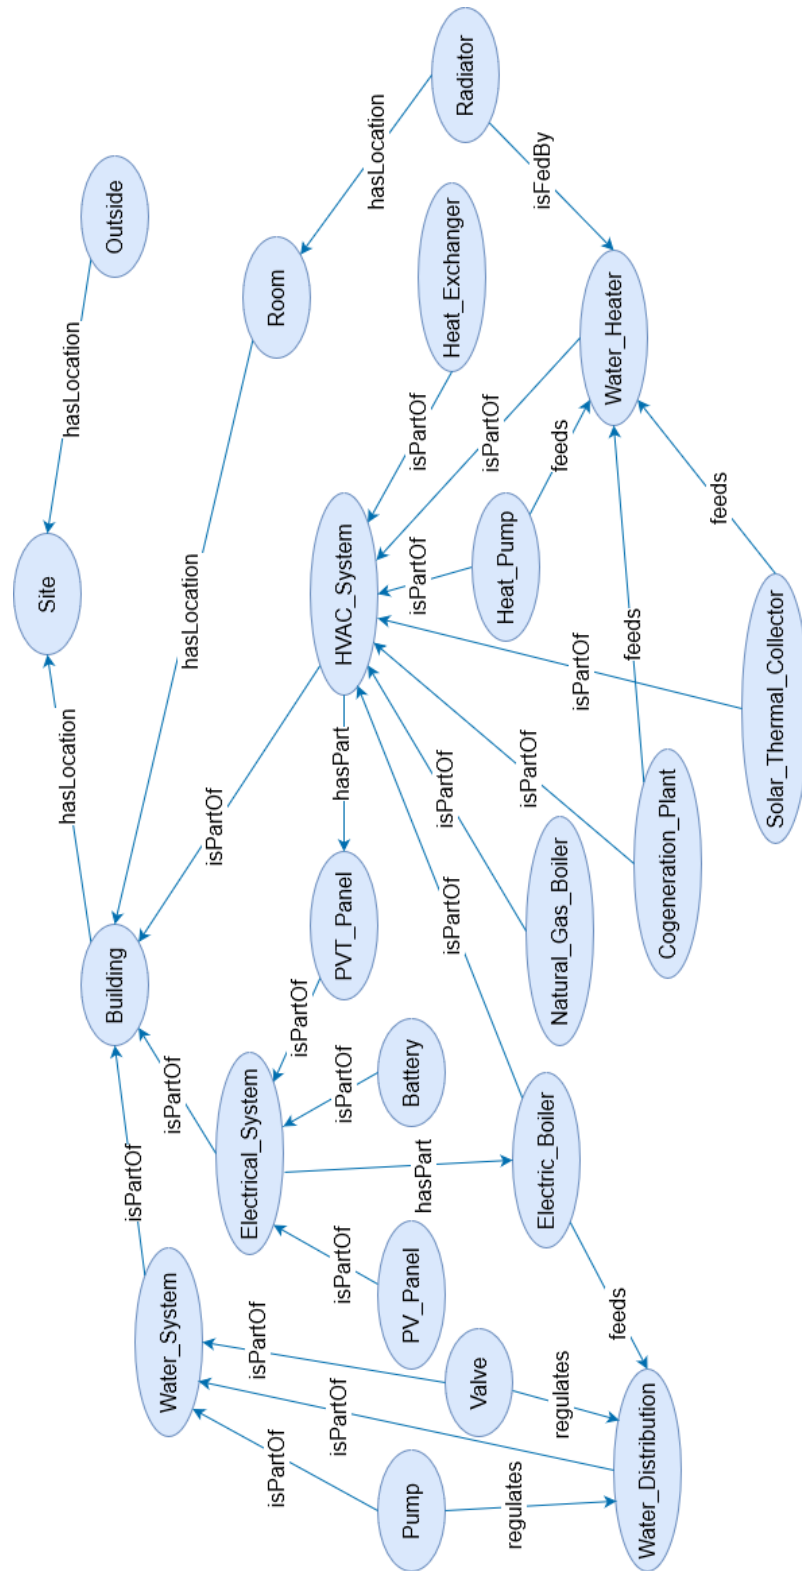 Site
Outside
hasLocation
hasLocation
Building
Room
Radiator
hasLocation
hasLocation
isFedBy
isPartOf
isPartOf
isPartOf
Water_System
Electrical_System
HVAC_System
Heat_Exchanger
isPartOf
hasPart
PVT_Panel
isPartOf
isPartOf
isPartOf
isPartOf
isPartOf
isPartOf
isPartOf
PV_Panel
Battery
hasPart
isPartOf
isPartOf
isPartOf
isPartOf
isPartOf
Pump
Valve
Electric_Boiler
Natural_Gas_Boiler
Heat_Pump
feeds
Water_Heater
regulates
regulates
feeds
feeds
feeds
Water_Distribution
Cogeneration_Plant
Solar_Thermal_Collector